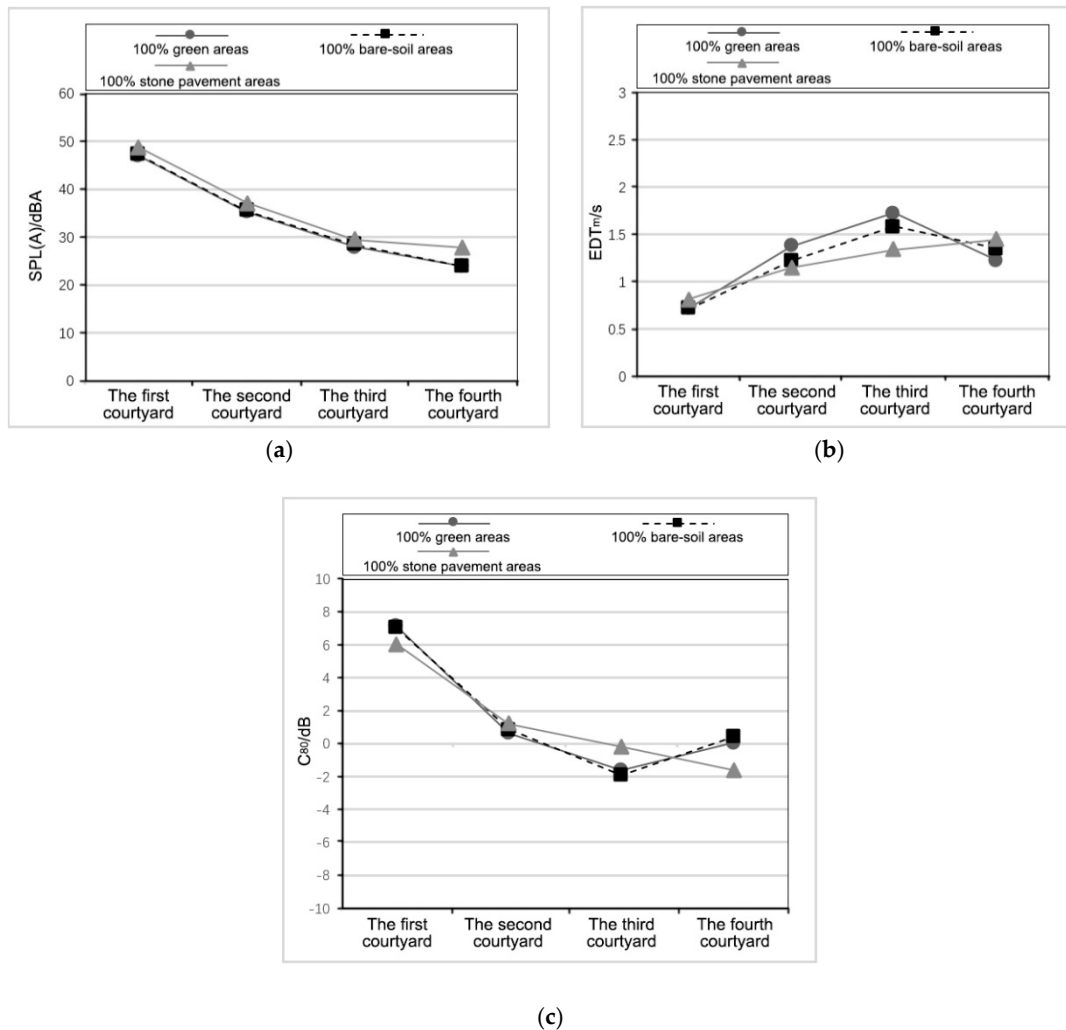 100% green areas
100% bare-soil areas
100% stone pavement areas
60
50
40
30
20
10
0
SPL(A)/dBA
The first courtyard
The second courtyard
The third courtyard
The fourth courtyard
(a)
100% green areas
100% bare-soil areas
100% stone pavement areas
3
2.5
2
1.5
1
0.5
0
EDTm/s
The first courtyard
The second courtyard
The third courtyard
The fourth courtyard
(b)
100% green areas
100% bare-soil areas
100% stone pavement areas
10
8
6
4
2
0
-2
-4
-6
-8
-10
C80/dB
The first courtyard
The second courtyard
The third courtyard
The fourth courtyard
(c)